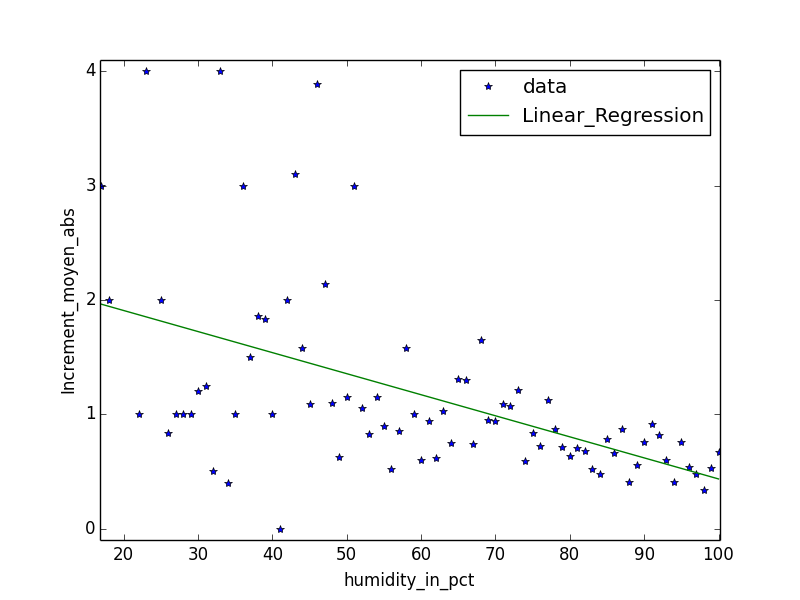 data
Linear_Regression
4
3
2
1
0
Increment_moyen_abs
20 30 40 50 60 70 80 90 100
humidity_in_pct